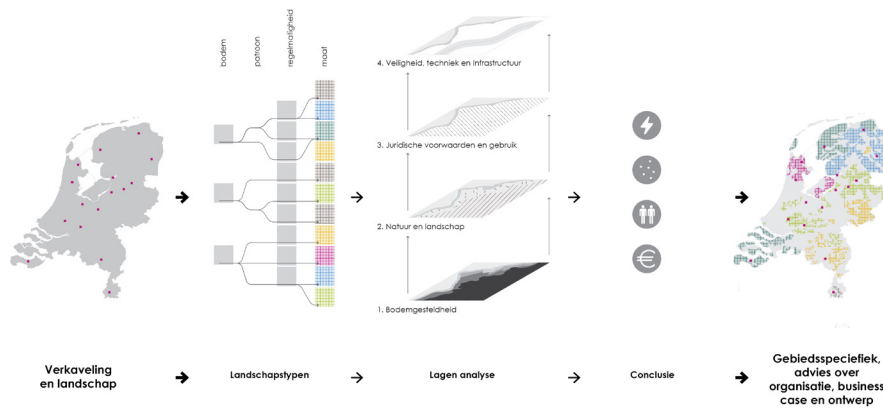 bodem
patroon
regelmatigheid
maat
4. Veiligheid, techniek en infrastructuur
3. Juridische voorwaarden en gebruik
2. Natuur en landschap
1. Bodemgesteldheid
€
Verkaveling
en landschap
Landschapstypen
Lagen analyse
Conclusie
Gebiedsspeciefiek,
advies over
organisatie, business
case en ontwerp